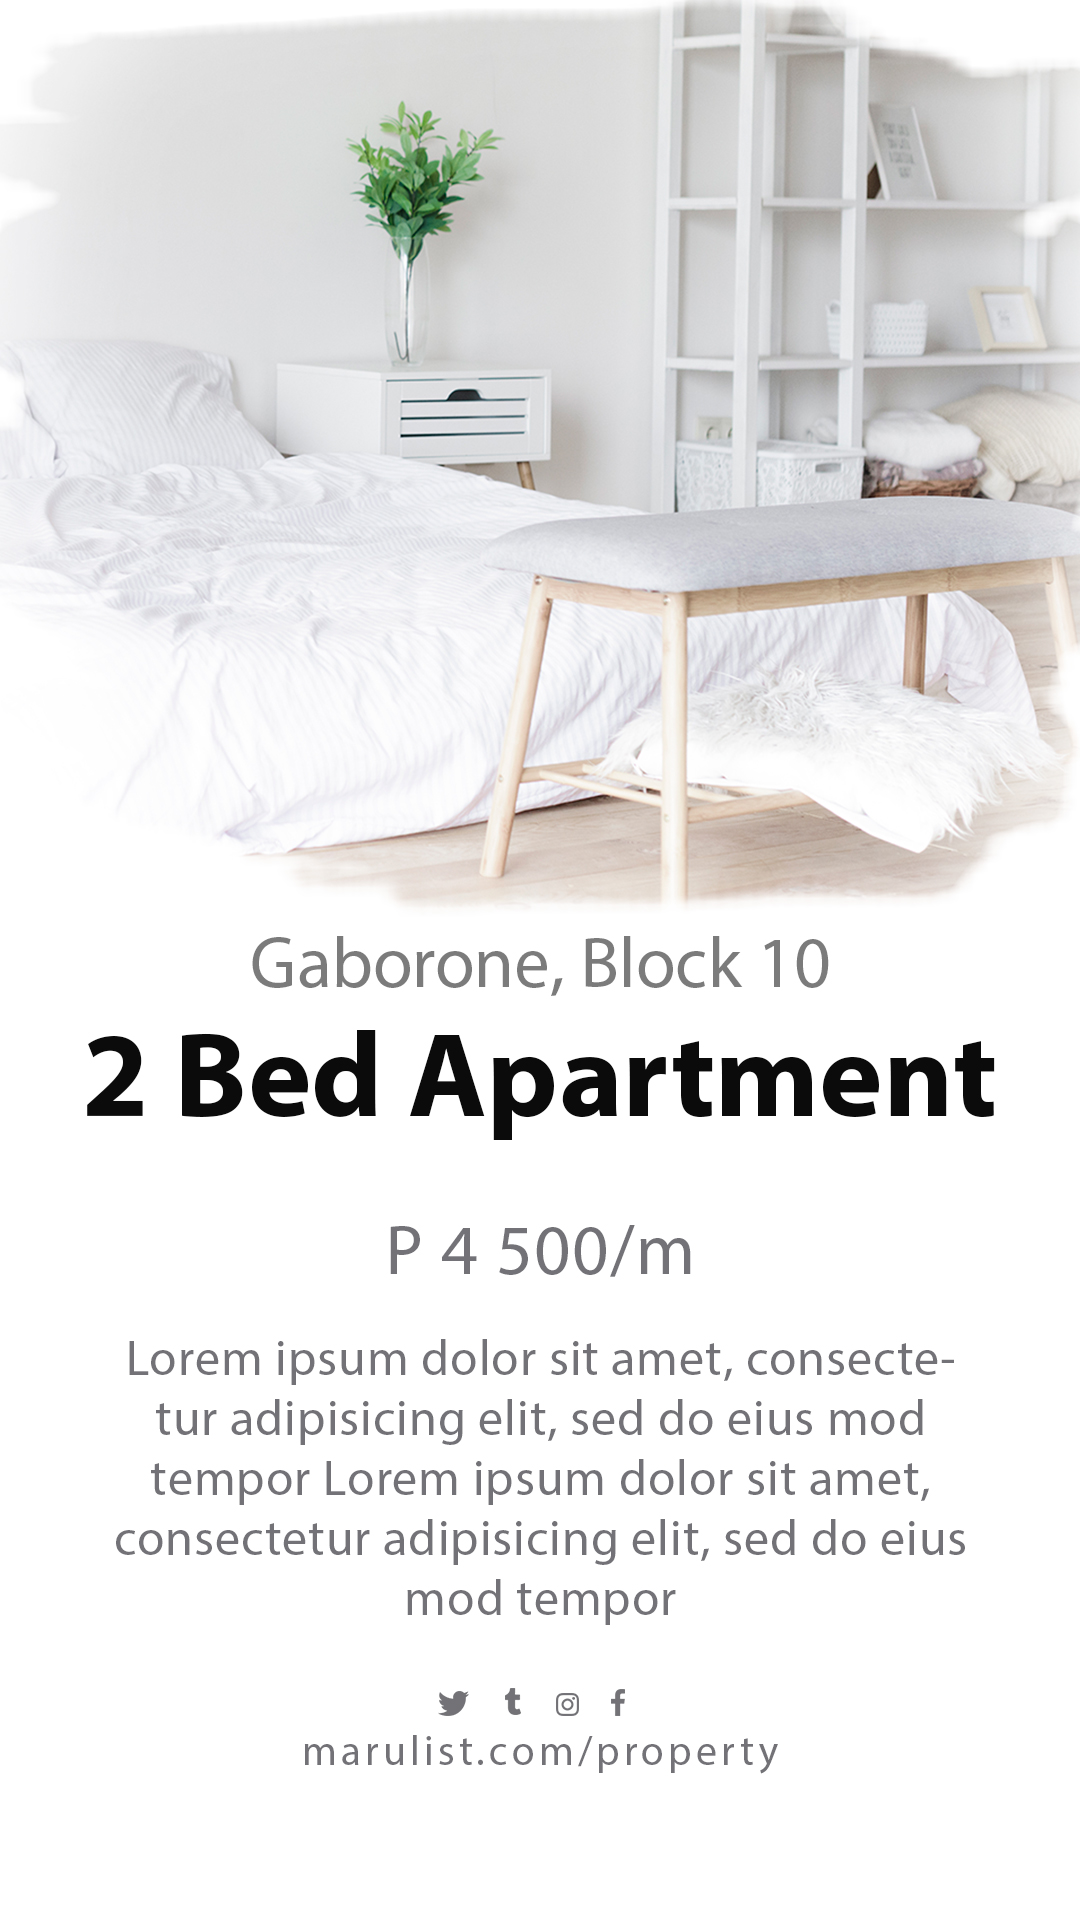 Gaborone, Block 10
2 Bed Apartment
P 4 500/m
Lorem ipsum dolor sit amet, consecte-
tur adipisicing elit, sed do eius mod
tempor Lorem ipsum dolor sit amet,
consectetur adipisicing elit, sed do eius
mod tempor
marulist.com/property